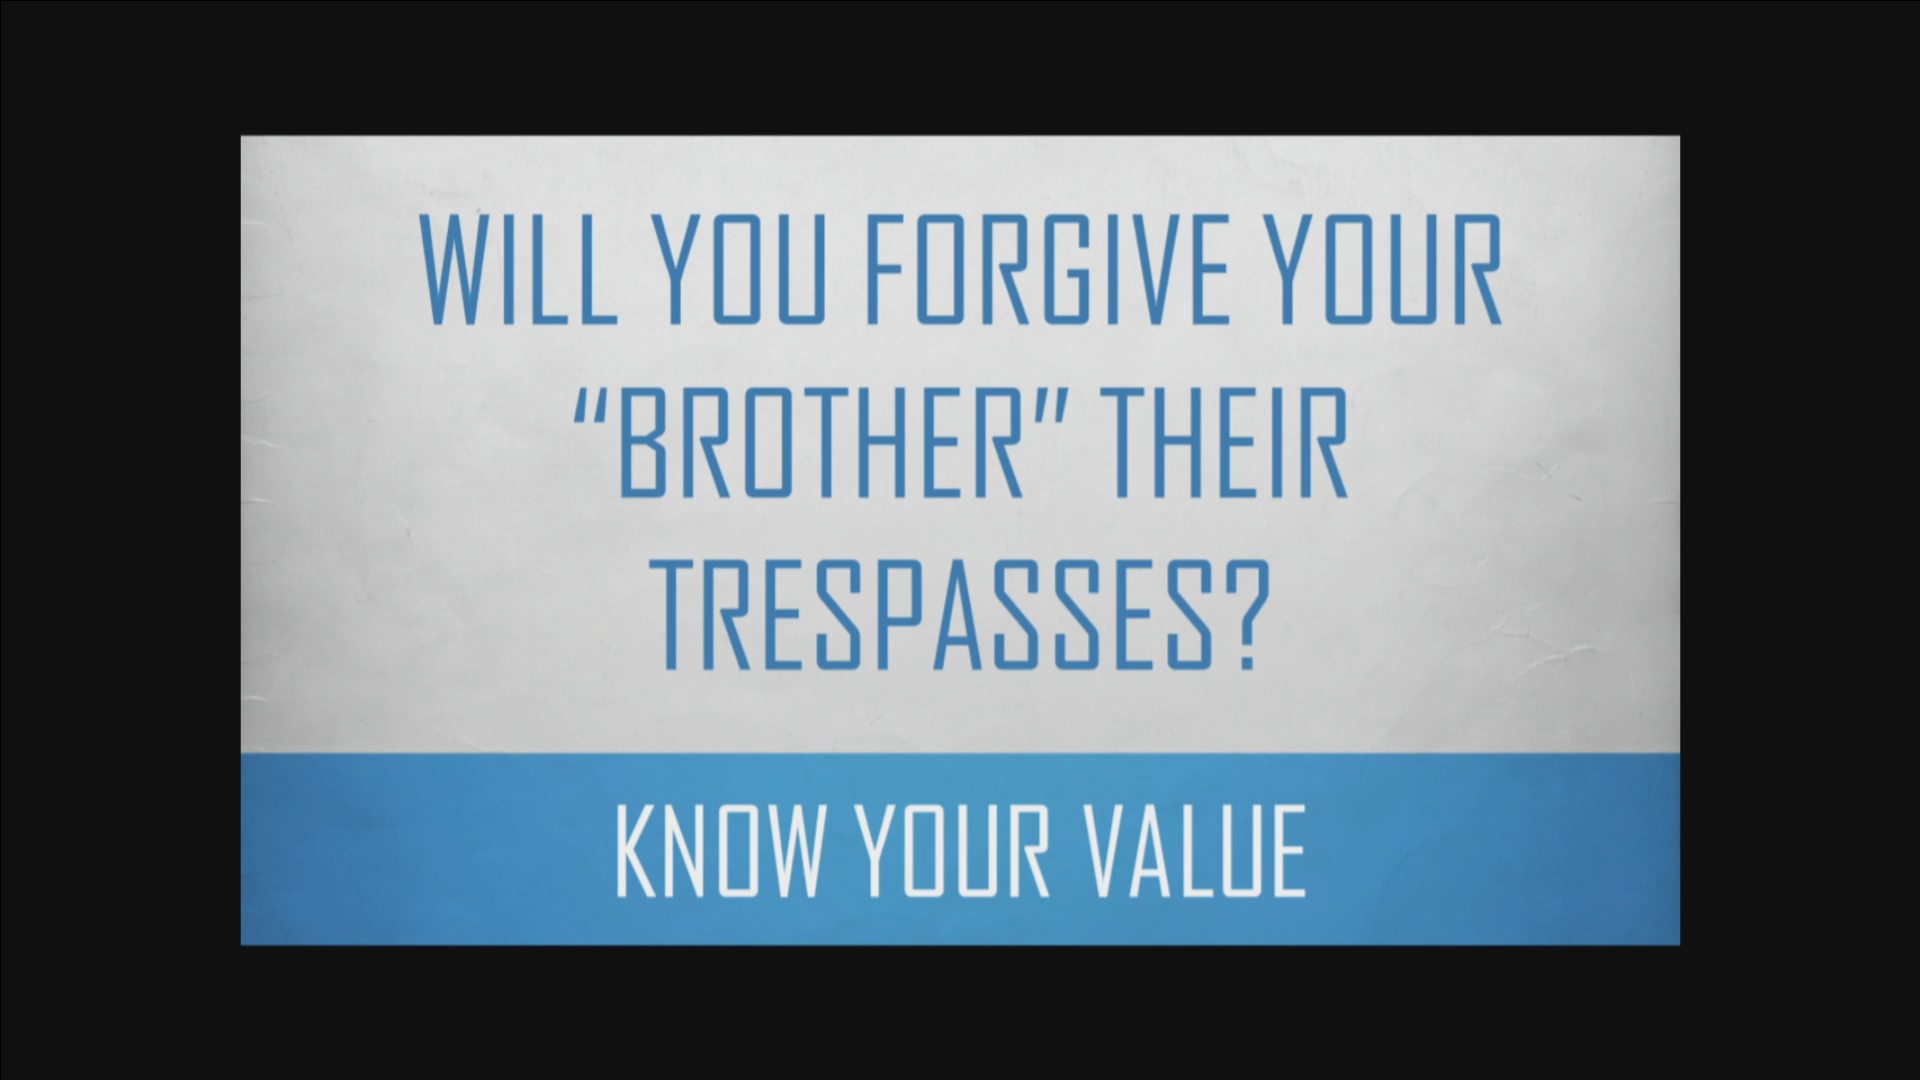 WILL YOU FORGIVE YOUR
“BROTHER” THEIR
TRESPASSES?
KNOW YOUR VALUE